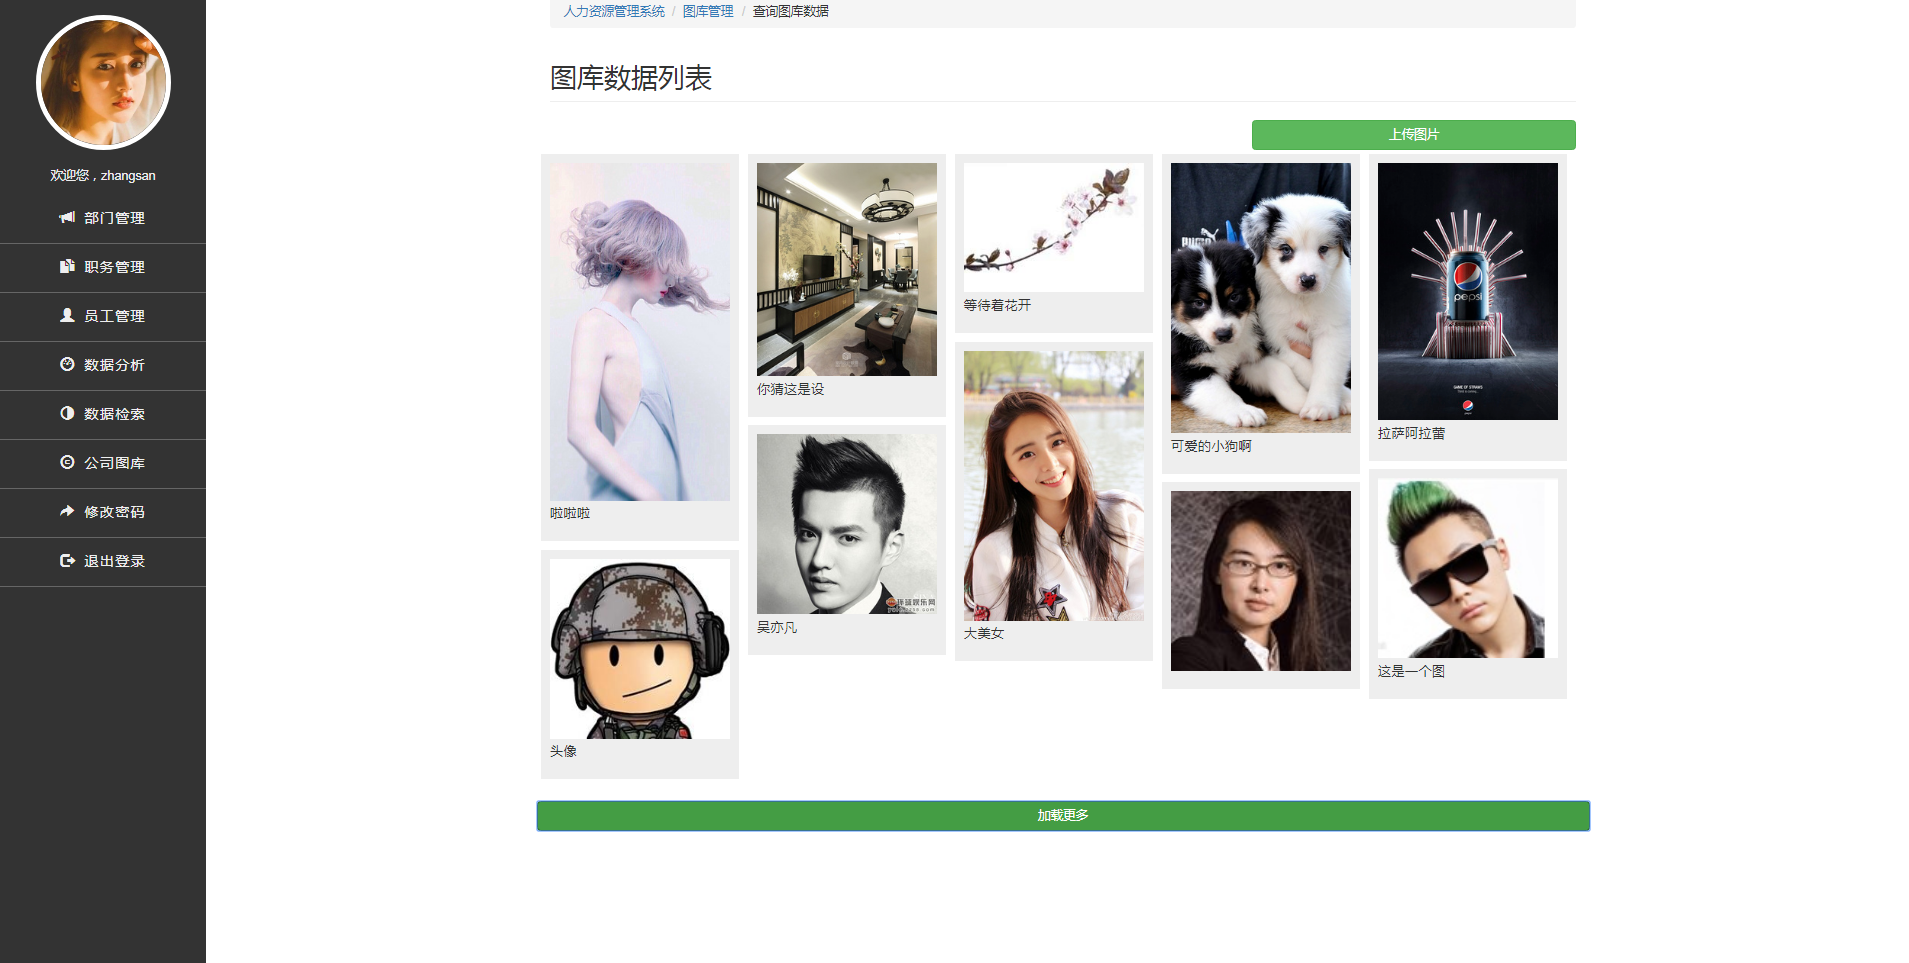 人力资源管理系统 / 图库管理 / 查询图库数据
图库数据列表
上传图片
欢迎您，zhangsan
部门管理
职务管理
员工管理
数据分析
数据检索
公司图库
修改密码
退出登录
啦啦啦
头像
你猜这是设
吴亦凡
等待着花开
大美女
PUMA
可爱的小狗啊
pepsi
拉萨阿拉蕾
这是一个图
加载更多